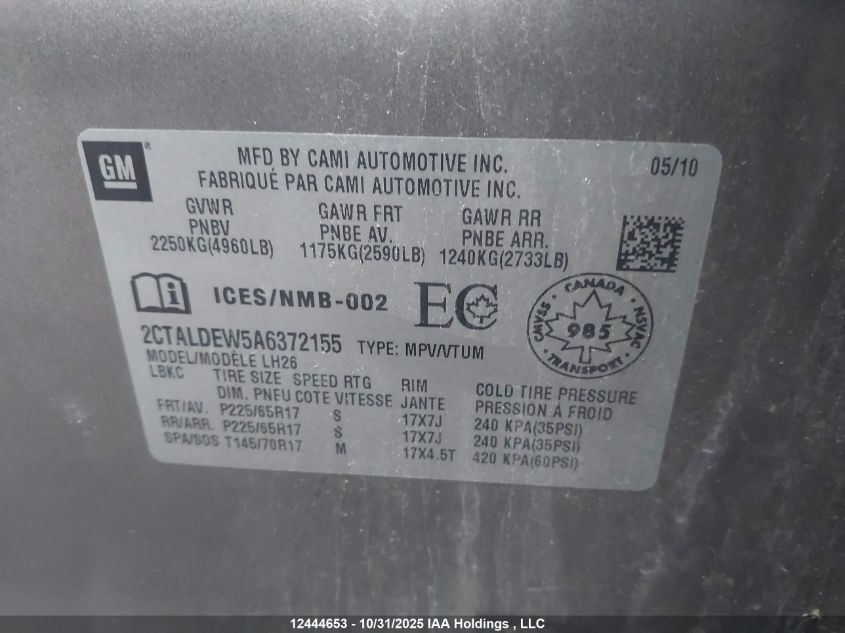 GM
MFD BY CAMI AUTOMOTIVE INC. 05/10
FABRIQUÉ PAR CAMI AUTOMOTIVE INC.
GVWR GAWR FRT GAWR RR
PNBV PNBE AV. PNBE ARR.
2250KG(4960LB) 1175KG(2590LB) 1240KG(2733LB)
ICES/NMB-002 EC
CANADA
CMVSS NSVAC
985
TRANSPORT
2CTALDEW5A6372155 TYPE: MPV/VTUM
MODEL/MODÈLE LH26
LBKC TIRE SIZE SPEED RTG RIM COLD TIRE PRESSURE
DIM. PNEU COTE VITESSE JANTE PRESSION À FROID
FRT/AV. P225/65R17 S 17X7J 240 KPA(35PSI)
RR/ARR. P225/65R17 S 17X7J 240 KPA(35PSI)
SPA/SOS T145/70R17 M 17X4.5T 420 KPA(60PSI)
12444653 - 10/31/2025 IAA Holdings , LLC